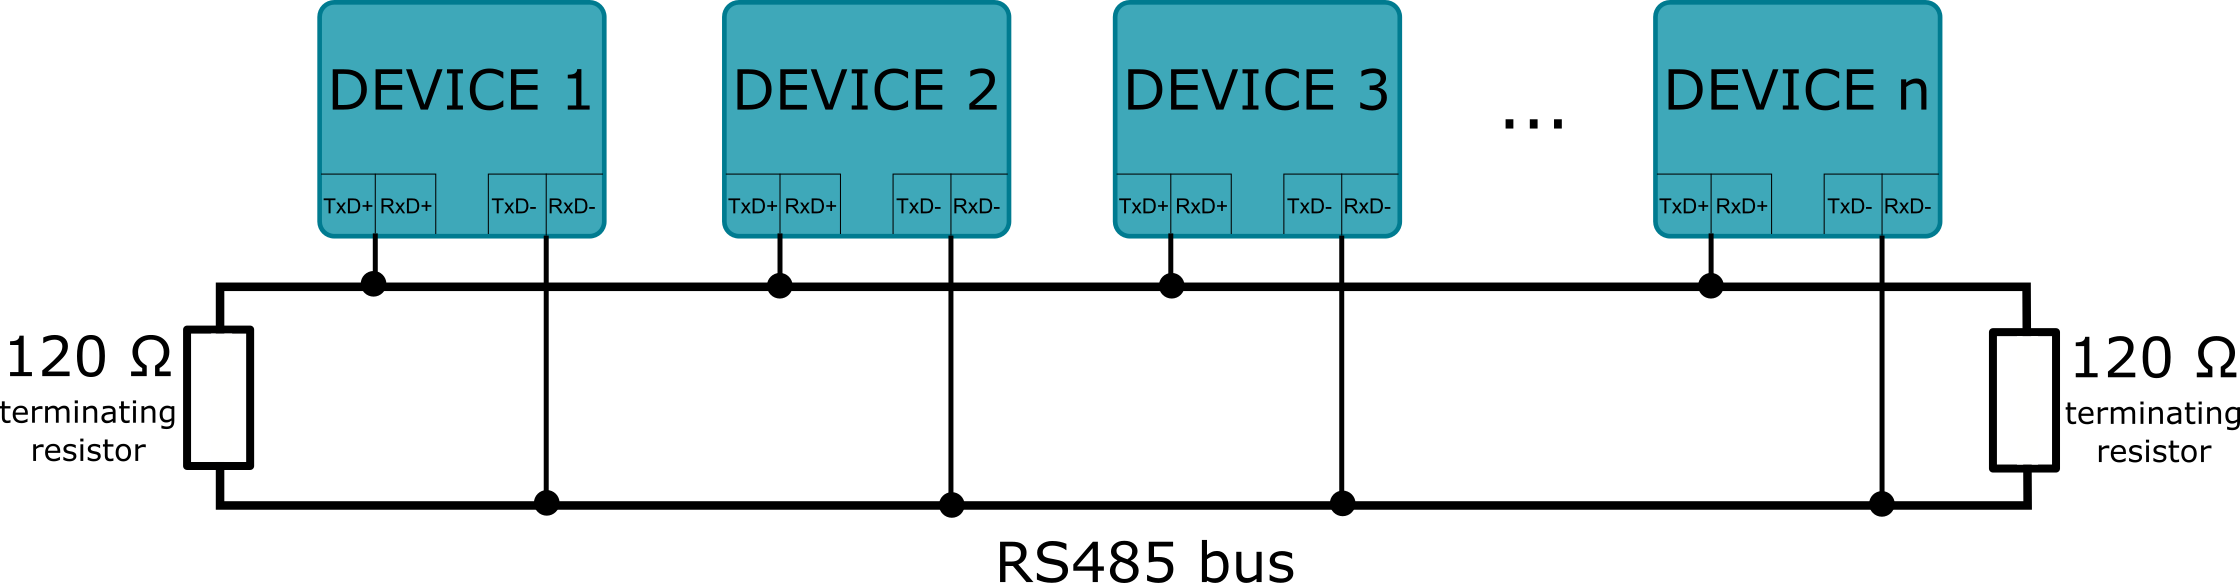 DEVICE 1
DEVICE 2
DEVICE 3
...
DEVICE n
TxD+ RxD+ TxD- RxD-
TxD+ RxD+ TxD- RxD-
TxD+ RxD+ TxD- RxD-
TxD+ RxD+ TxD- RxD-
120 Ω
terminating
resistor
120 Ω
terminating
resistor
RS485 bus